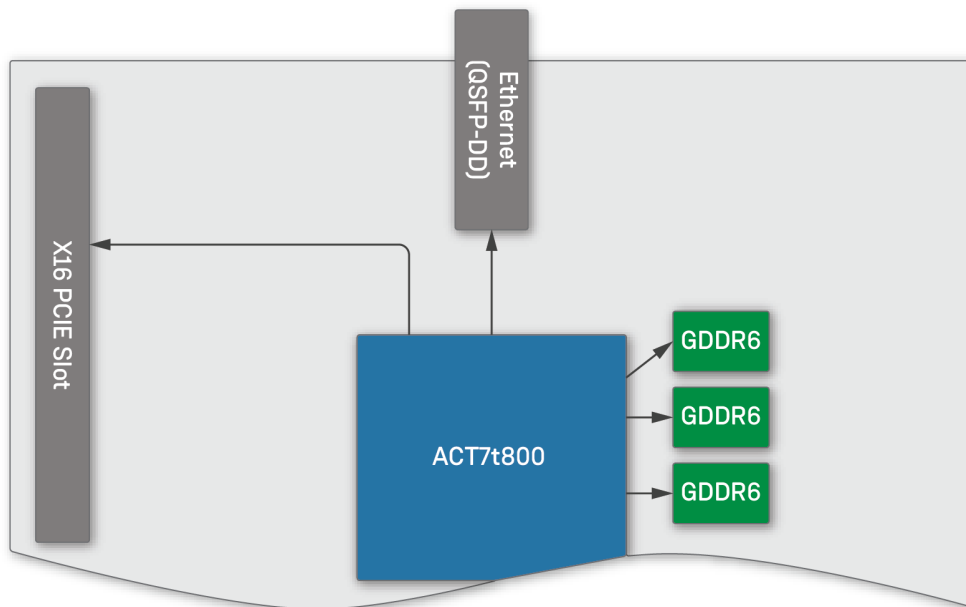 Ethernet
(QSFP-DD)
X16 PCIE Slot
GDDR6
GDDR6
ACT7t800
GDDR6